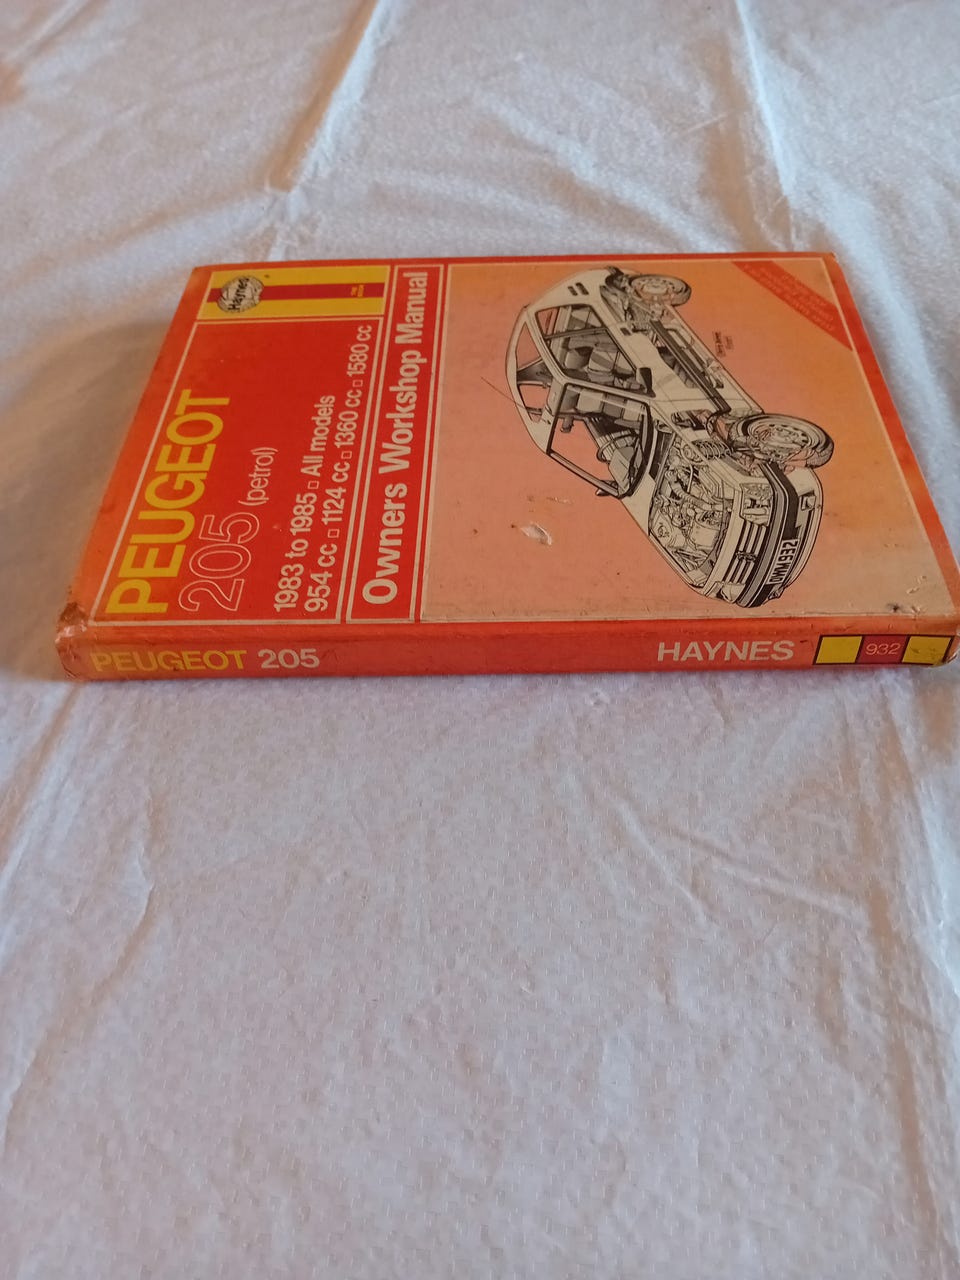 Haynes
PEUGEOT
205 (petrol)
1983 to 1985 □ All models
954 cc □ 1124 cc □ 1360 cc □ 1580 cc
Owners Workshop Manual
PEUGEOT 205
HAYNES
932